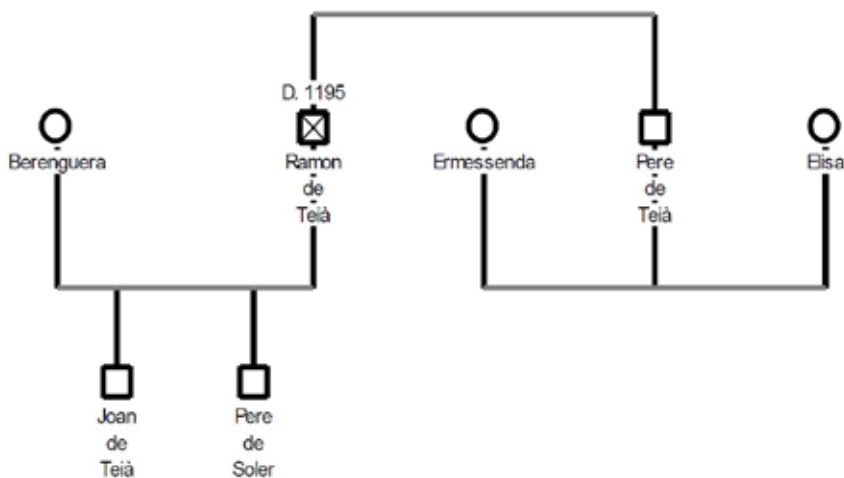 D. 1195
Berenguera
Ramon
de
Teià
Ermessenda
Pere
de
Teià
Elisa
Joan
de
Teià
Pere
de
Soler